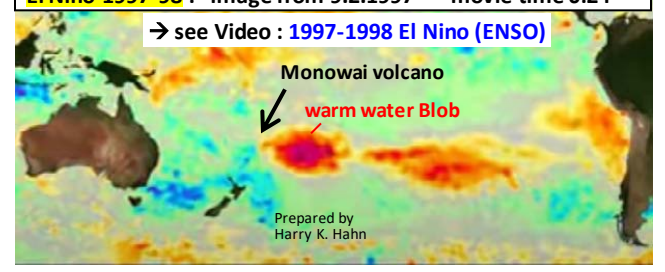 → see Video : 1997-1998 El Nino (ENSO)
Monowai volcano
warm water Blob
Prepared by
Harry K. Hahn